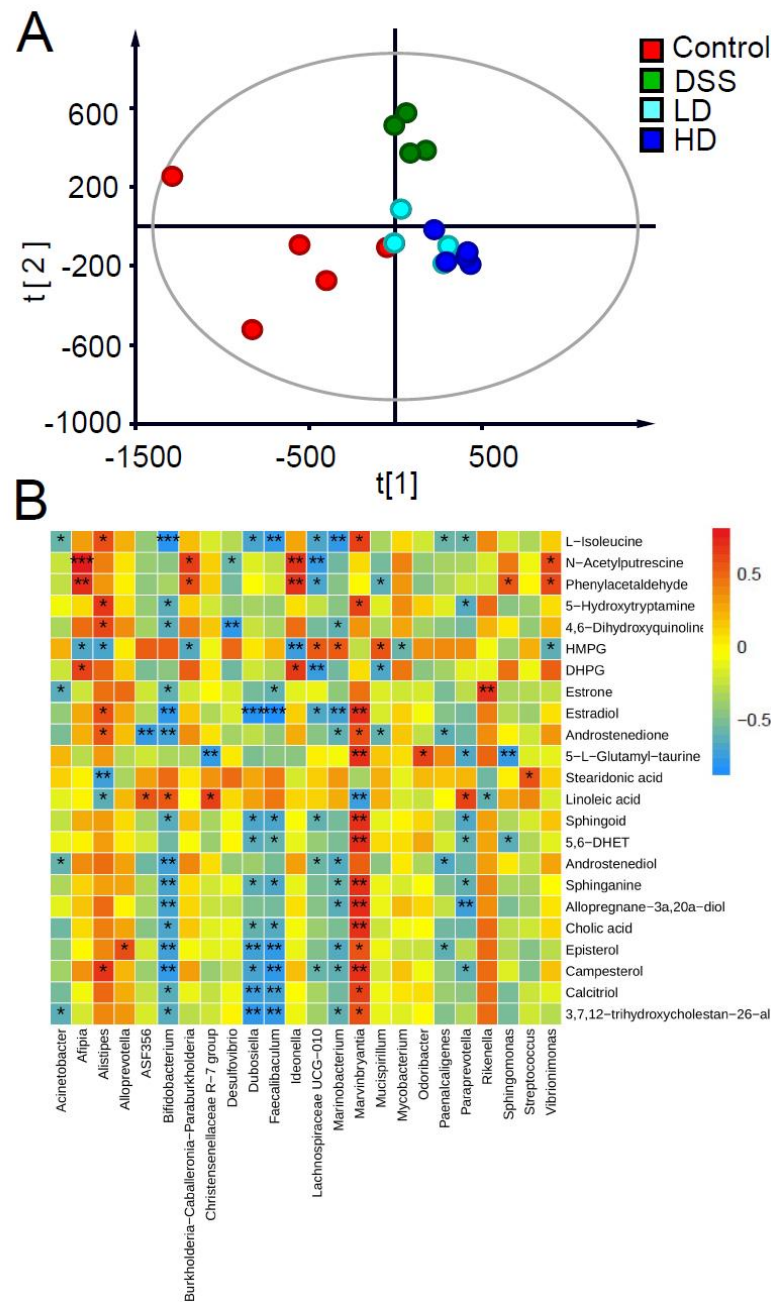 A
Control
DSS
LD
HD
600
200
-200
-600
-1000
t[2]
-1500
-500
500
t[1]
B
* * *** * ** * ** * * * L-Isoleucine
*** * * ** ** * N-Acetylputrescine
** * ** * * * * Phenylacetaldehyde
* * * * 5-Hydroxytryptamine
* * ** * 4,6-Dihydroxyquinoline
* * * ** * * * * * HMPG
* * ** * DHPG
* * * ** Estrone
* ** *** *** * ** ** Estradiol
* ** ** * * * * Androstenedione
** ** * * ** 5-L-Glutamyl-taurine
** * Stearidonic acid
* * * * ** * * Linoleic acid
* * * * ** * Sphingoid
* * ** * * 5,6-DHET
* ** * * * Androstenediol
** * * * ** * Sphinganine
** * ** ** Allopregnane-3a,20a-diol
* * * ** Cholic acid
* ** ** ** * * * Episterol
* ** * ** * * ** * Campesterol
* ** ** * Calcitriol
* * ** ** * * 3,7,12-trihydroxycholestan-26-al
0.5
0
-0.5
Acinetobacter
Afipia
Alistipes
Alloprevotella
ASF356
Bifidobacterium
Burkholderia-Caballeronia-Paraburkholderia
Christensenellaceae R-7 group
Desulfovibrio
Dubosiella
Faecalibaculum
Ideonella
Lachnospiraceae UCG-010
Marinobacterium
Marvinbryantia
Mucispirillum
Mycobacterium
Odoribacter
Paenalcaligenes
Paraprevotella
Rikenella
Sphingomonas
Streptococcus
Vibrionimonas